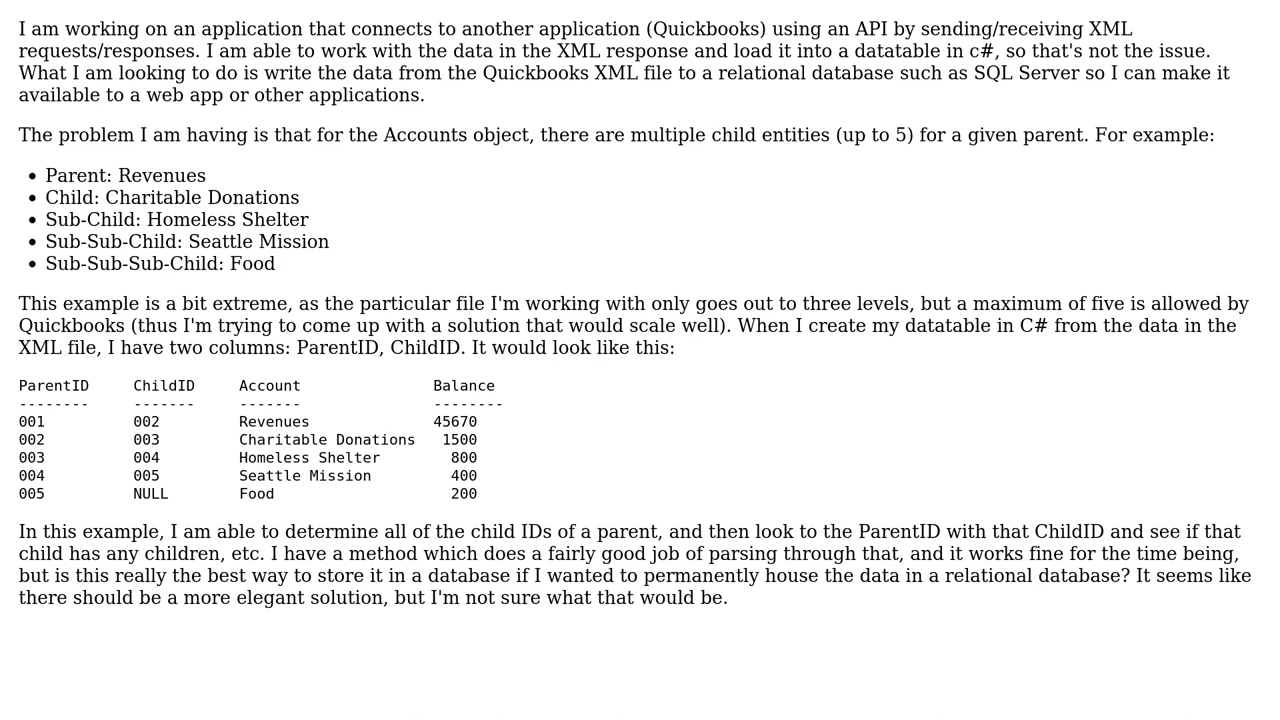 I am working on an application that connects to another application (Quickbooks) using an API by sending/receiving XML
requests/responses. I am able to work with the data in the XML response and load it into a datatable in c#, so that's not the issue.
What I am looking to do is write the data from the Quickbooks XML file to a relational database such as SQL Server so I can make it
available to a web app or other applications.
The problem I am having is that for the Accounts object, there are multiple child entities (up to 5) for a given parent. For example:
• Parent: Revenues
• Child: Charitable Donations
• Sub-Child: Homeless Shelter
• Sub-Sub-Child: Seattle Mission
• Sub-Sub-Sub-Child: Food
This example is a bit extreme, as the particular file I'm working with only goes out to three levels, but a maximum of five is allowed by
Quickbooks (thus I'm trying to come up with a solution that would scale well). When I create my datatable in C# from the data in the
XML file, I have two columns: ParentID, ChildID. It would look like this:
ParentID     ChildID     Account               Balance
--------     -------     -------               --------
001          002         Revenues              45670
002          003         Charitable Donations   1500
003          004         Homeless Shelter        800
004          005         Seattle Mission         400
005          NULL        Food                    200
In this example, I am able to determine all of the child IDs of a parent, and then look to the ParentID with that ChildID and see if that
child has any children, etc. I have a method which does a fairly good job of parsing through that, and it works fine for the time being,
but is this really the best way to store it in a database if I wanted to permanently house the data in a relational database? It seems like
there should be a more elegant solution, but I'm not sure what that would be.